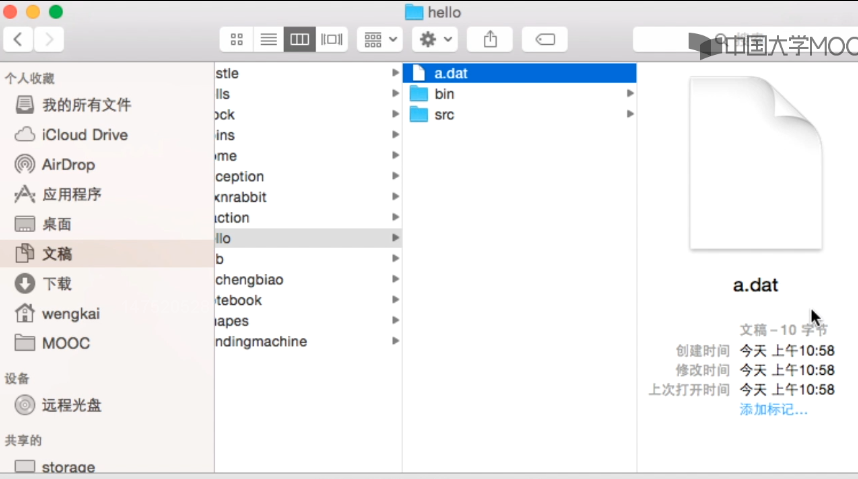 hello
中国大学MOOC
个人收藏
我的所有文件
iCloud Drive
AirDrop
应用程序
桌面
文稿
下载
wengkai
MOOC
设备
远程光盘
共享的
storage
stle
lls
ock
ins
ome
ception
xnrabbit
action
llo
b
chengbiao
tebook
apes
ndingmachine
a.dat
bin
src
a.dat
文稿 – 10 字节
创建时间 今天 上午10:58
修改时间 今天 上午10:58
上次打开时间 今天 上午10:58
添加标记...